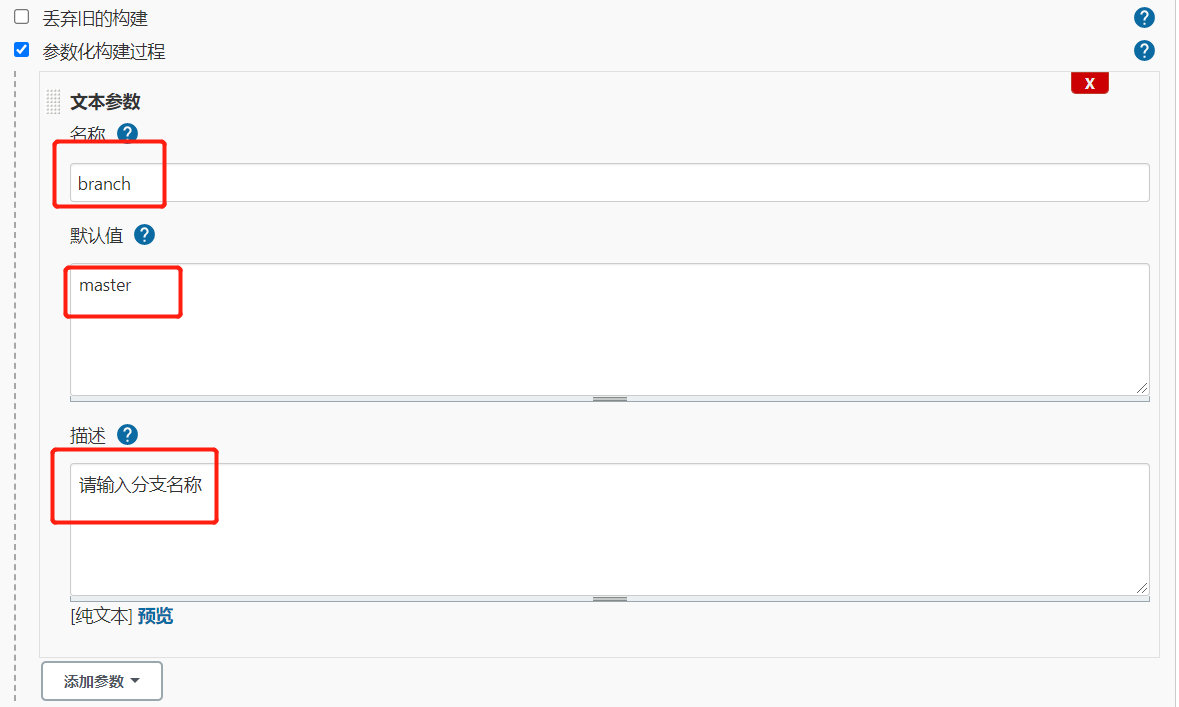 丢弃旧的构建
?
参数化构建过程
?
X
文本参数
名称 ?
branch
默认值 ?
master
描述 ?
请输入分支名称
[纯文本] 预览
添加参数